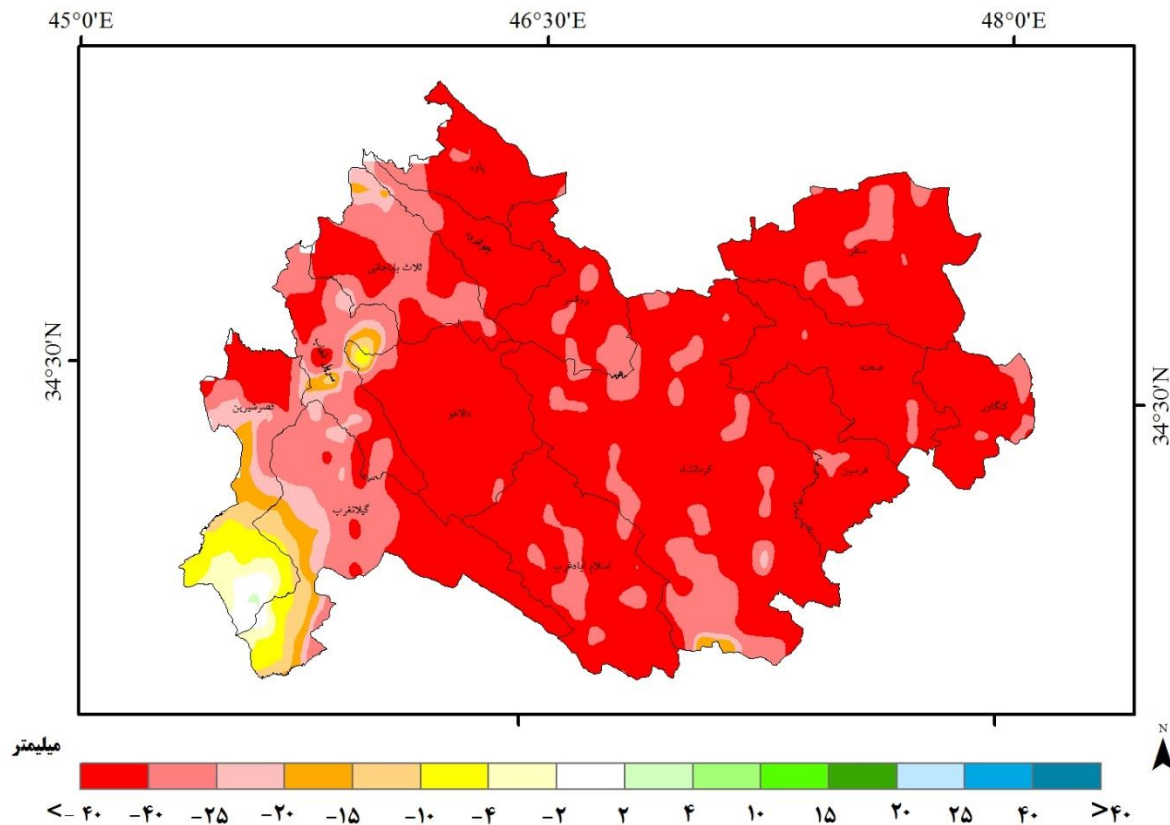 45°0'E 46°30'E 48°0'E
پاوه
جوانرود
سنقر
ثلاث باباجانی
روانسر
34°30'N
صحنه
34°30'N
قصرشیرین
دالاهو
کنگاور
کرمانشاه
هرسین
گیلانغرب
اسلام آباد غرب
میلیمتر
N
<-۴۰ -۴۰ -۲۵ -۲۰ -۱۵ -۱۰ -۴ -۲ ۲ ۴ ۱۰ ۱۵ ۲۰ ۲۵ ۴۰ >۴۰